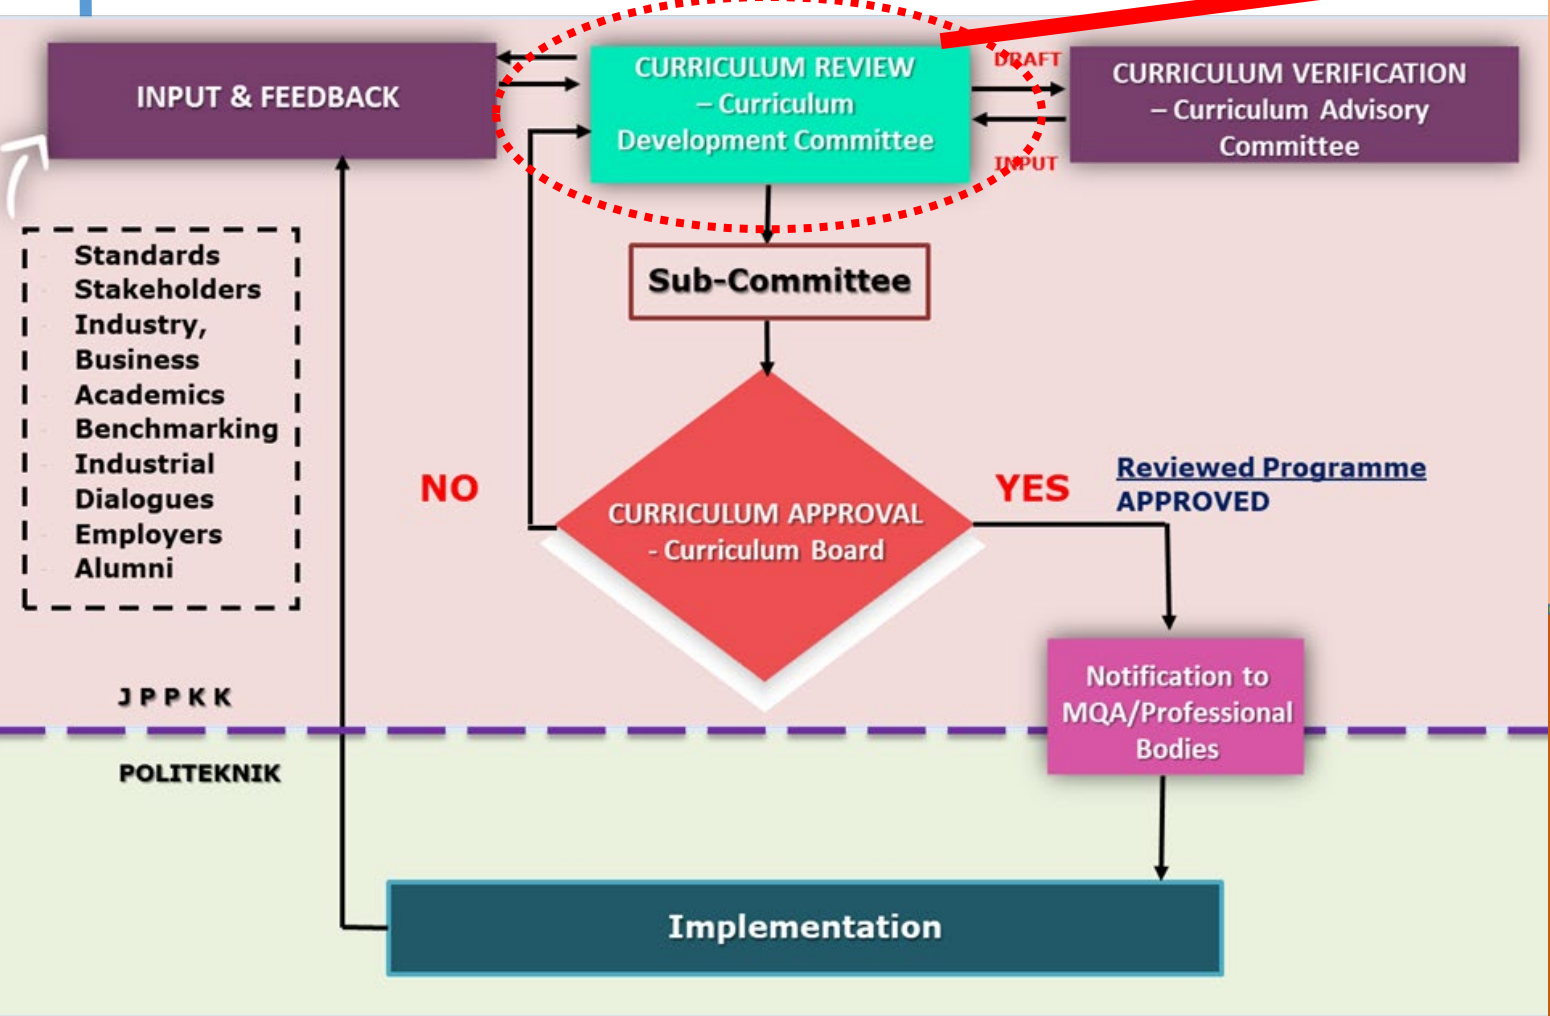 INPUT & FEEDBACK
CURRICULUM REVIEW
– Curriculum
Development Committee
DRAFT
INPUT
CURRICULUM VERIFICATION
– Curriculum Advisory
Committee
Standards
Stakeholders
Industry,
Business
Academics
Benchmarking
Industrial
Dialogues
Employers
Alumni
Sub-Committee
NO
CURRICULUM APPROVAL
- Curriculum Board
YES
Reviewed Programme
APPROVED
Notification to
MQA/Professional
Bodies
J P P K K
POLITEKNIK
Implementation